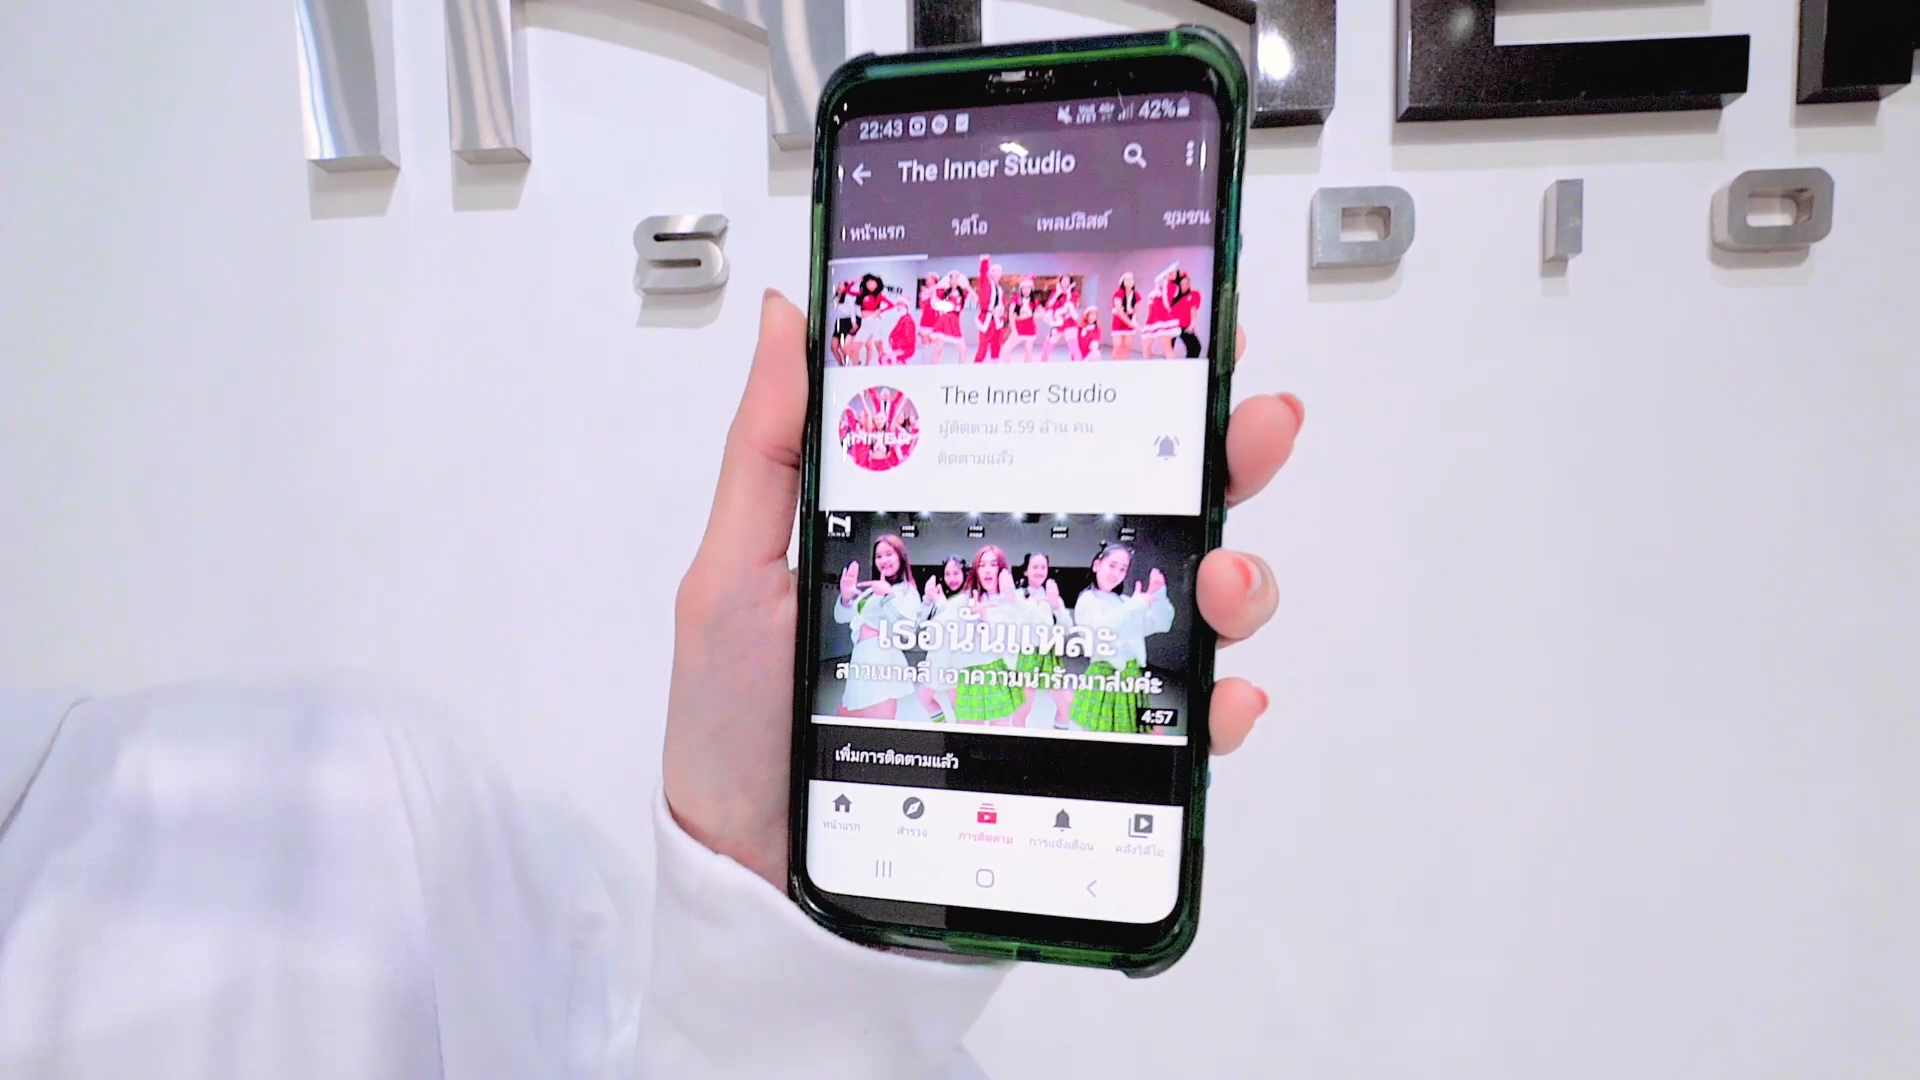 INNER
S DIO
22:43 42%
The Inner Studio
หน้าแรก วิดีโอ เพลย์ลิสต์ ชุมชน
The Inner Studio
ผู้ติดตาม 5.59 ล้าน คน
ติดตามแล้ว
เธอนั่นแหละ
สาวเมาคลี เอาความน่ารักมาส่งค่ะ
4:57
เพิ่มการติดตามแล้ว
หน้าแรก สำรวจ การติดตาม การแจ้งเตือน คลังวิดีโอ